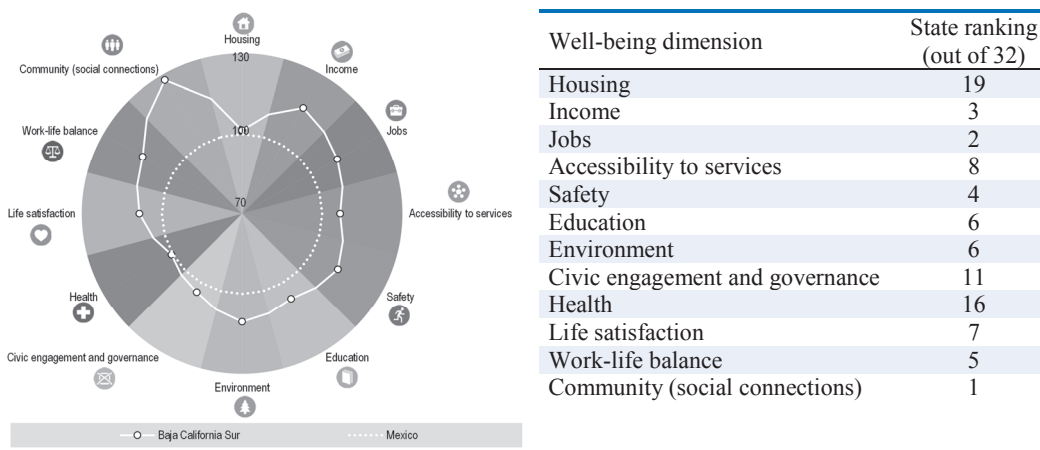 Housing
130
Community (social connections)
Income
Work-life balance
100
Jobs
70
Life satisfaction
Accessibility to services
Health
Safety
Civic engagement and governance
Education
Environment
Baja California Sur
Mexico
Well-being dimension State ranking
(out of 32)
Housing 19
Income 3
Jobs 2
Accessibility to services 8
Safety 4
Education 6
Environment 6
Civic engagement and governance 11
Health 16
Life satisfaction 7
Work-life balance 5
Community (social connections) 1